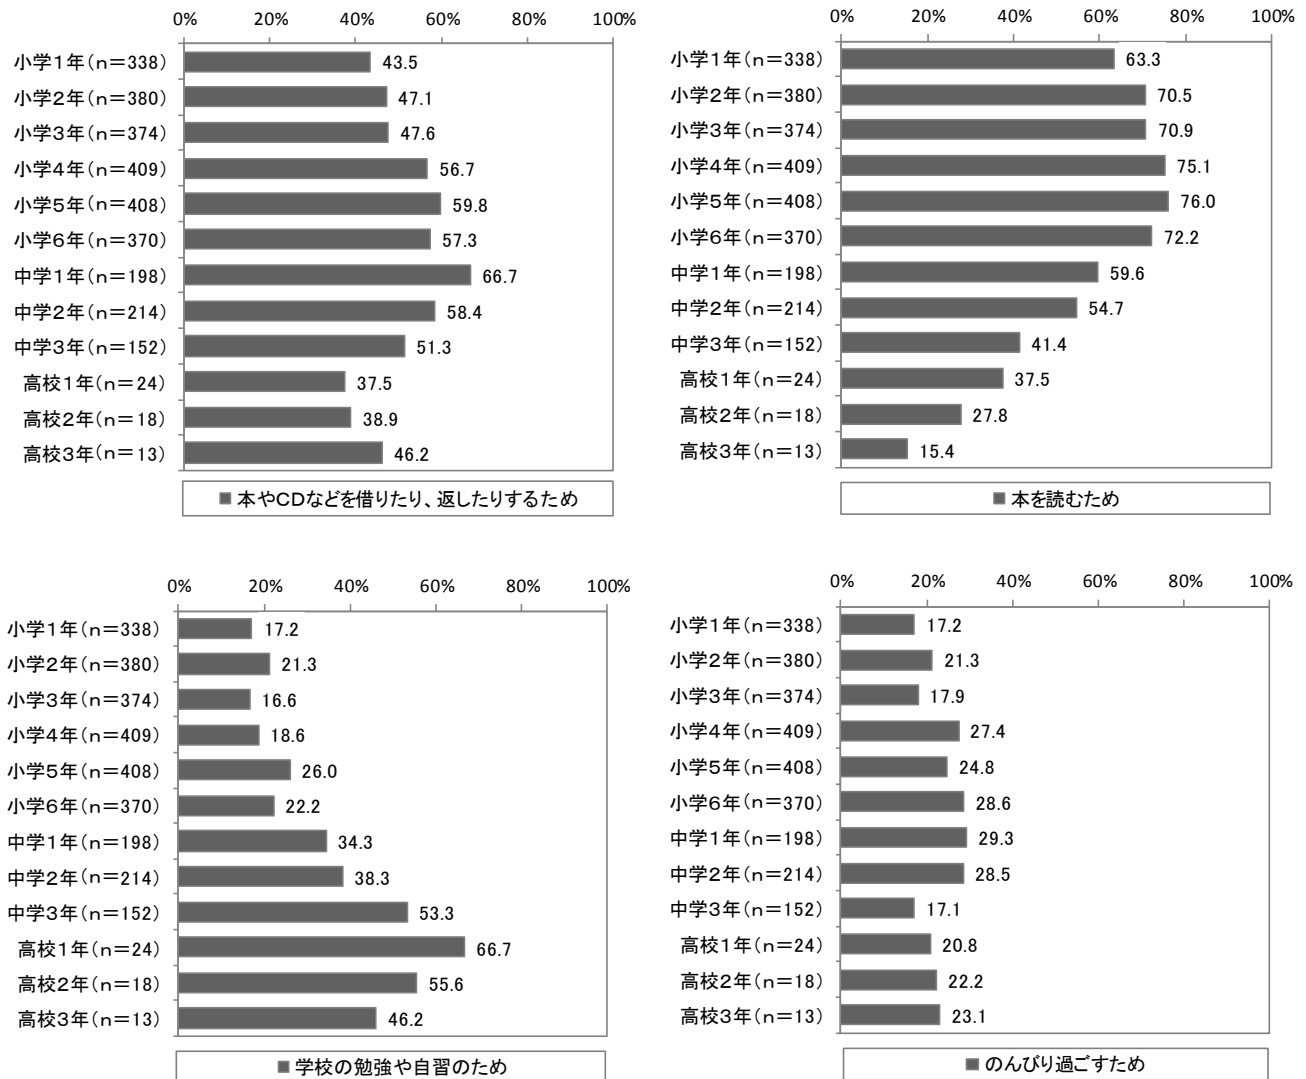 0% 20% 40% 60% 80% 100%
小学1年(n=338) 43.5
小学2年(n=380) 47.1
小学3年(n=374) 47.6
小学4年(n=409) 56.7
小学5年(n=408) 59.8
小学6年(n=370) 57.3
中学1年(n=198) 66.7
中学2年(n=214) 58.4
中学3年(n=152) 51.3
高校1年(n=24) 37.5
高校2年(n=18) 38.9
高校3年(n=13) 46.2
■ 本やCDなどを借りたり、返したりするため
0% 20% 40% 60% 80% 100%
小学1年(n=338) 63.3
小学2年(n=380) 70.5
小学3年(n=374) 70.9
小学4年(n=409) 75.1
小学5年(n=408) 76.0
小学6年(n=370) 72.2
中学1年(n=198) 59.6
中学2年(n=214) 54.7
中学3年(n=152) 41.4
高校1年(n=24) 37.5
高校2年(n=18) 27.8
高校3年(n=13) 15.4
■ 本を読むため
0% 20% 40% 60% 80% 100%
小学1年(n=338) 17.2
小学2年(n=380) 21.3
小学3年(n=374) 16.6
小学4年(n=409) 18.6
小学5年(n=408) 26.0
小学6年(n=370) 22.2
中学1年(n=198) 34.3
中学2年(n=214) 38.3
中学3年(n=152) 53.3
高校1年(n=24) 66.7
高校2年(n=18) 55.6
高校3年(n=13) 46.2
■ 学校の勉強や自習のため
0% 20% 40% 60% 80% 100%
小学1年(n=338) 17.2
小学2年(n=380) 21.3
小学3年(n=374) 17.9
小学4年(n=409) 27.4
小学5年(n=408) 24.8
小学6年(n=370) 28.6
中学1年(n=198) 29.3
中学2年(n=214) 28.5
中学3年(n=152) 17.1
高校1年(n=24) 20.8
高校2年(n=18) 22.2
高校3年(n=13) 23.1
■ のんびり過ごすため